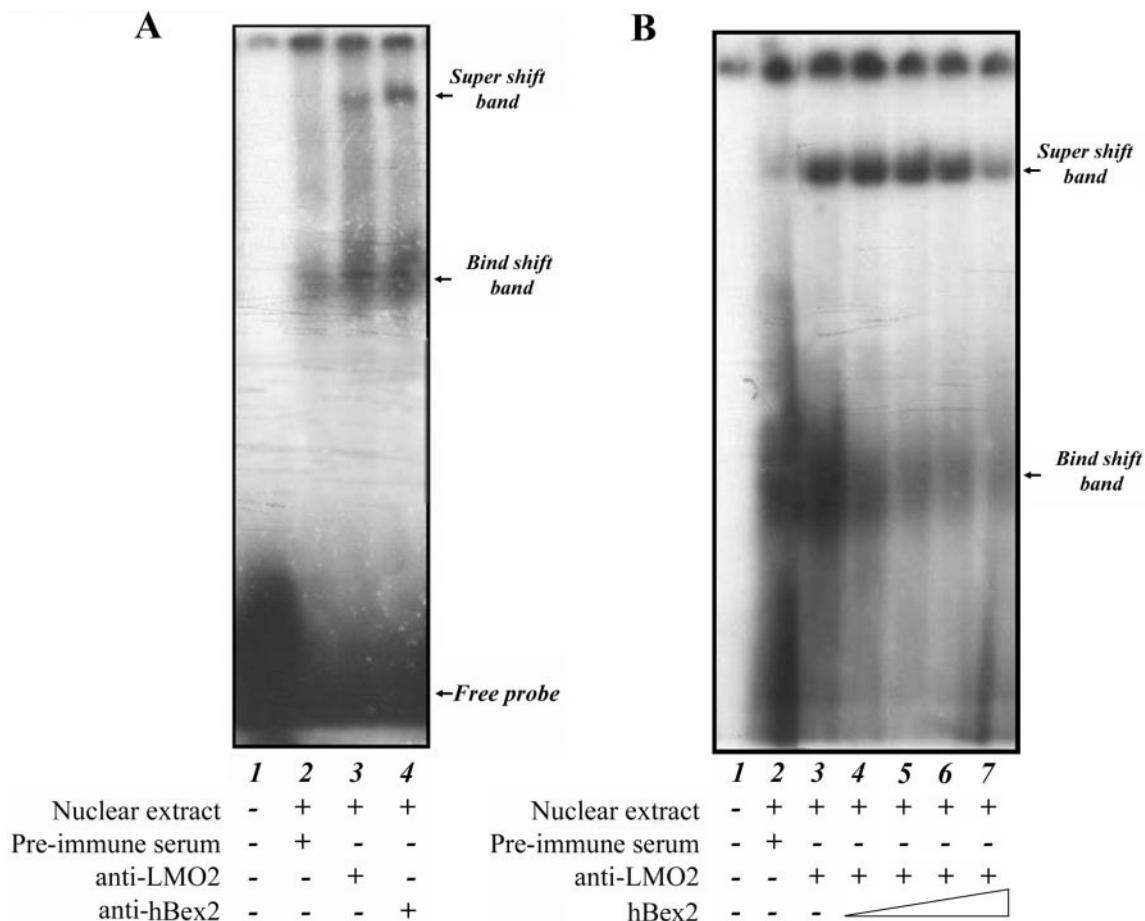 A
Super shift
band
Bind shift
band
Free probe
1 2 3 4
Nuclear extract - + + +
Pre-immune serum - + - -
anti-LMO2 - - + -
anti-hBex2 - - - +
B
Super shift
band
Bind shift
band
1 2 3 4 5 6 7
Nuclear extract - + + + + + +
Pre-immune serum - + - - - - -
anti-LMO2 - - + + + + +
hBex2 - - -